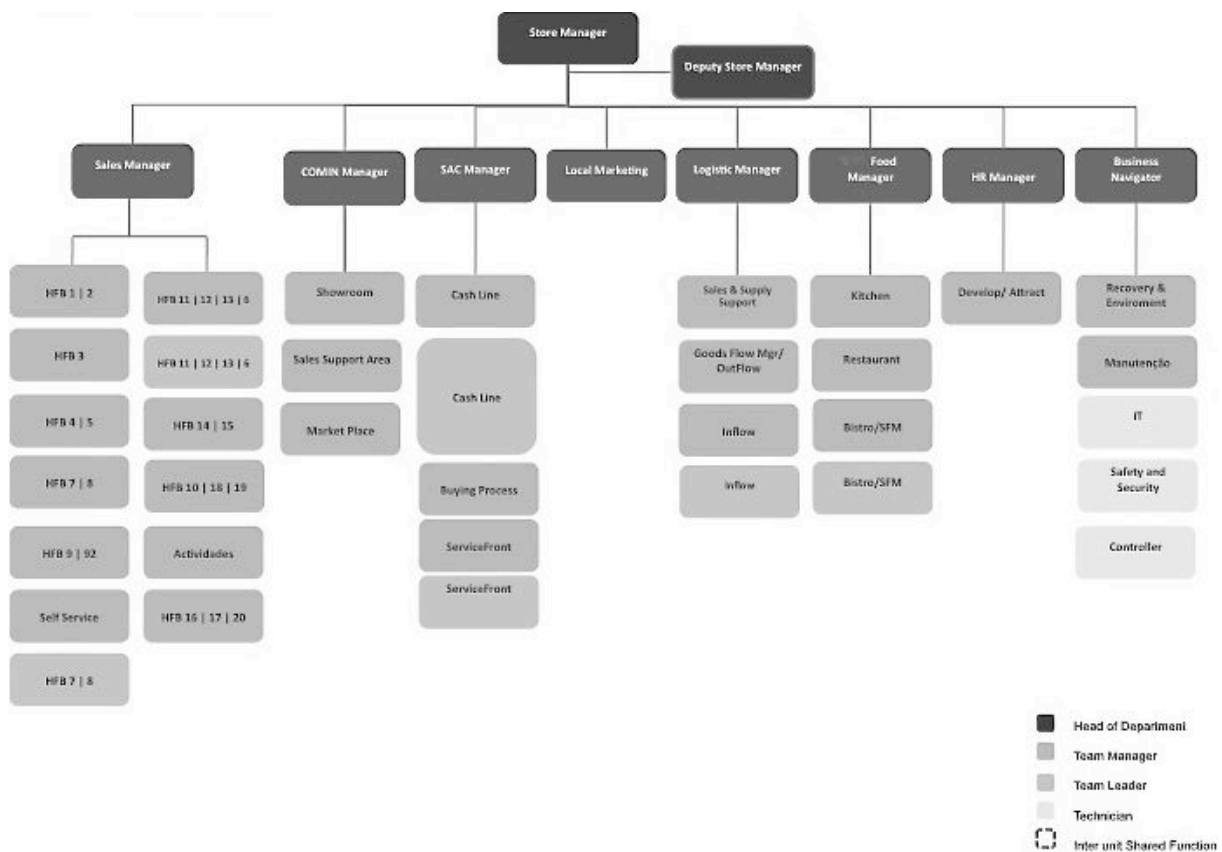 Store Manager
Deputy Store Manager
Sales Manager
COMIN Manager
SAC Manager
Local Marketing
Logistic Manager
Food
Manager
HR Manager
Business
Navigator
HFB 1 | 2
HFB 3
HFB 4 | 5
HFB 7 | 8
HFB 9 | 92
Self Service
HFB 7 | 8
HFB 11 | 12 | 13 | 6
HFB 11 | 12 | 13 | 6
HFB 14 | 15
HFB 10 | 18 | 19
Actividades
HFB 16 | 17 | 20
Showroom
Sales Support Area
Market Place
Cash Line
Cash Line
Buying Process
ServiceFront
ServiceFront
Sales & Supply
Support
Goods Flow Mgr/
OutFlow
Inflow
Inflow
Kitchen
Restaurant
Bistro/SFM
Bistro/SFM
Develop/ Attract
Recovery &
Enviroment
Manutenção
IT
Safety and
Security
Controller
Head of Department
Team Manager
Team Leader
Technician
Inter unit Shared Function